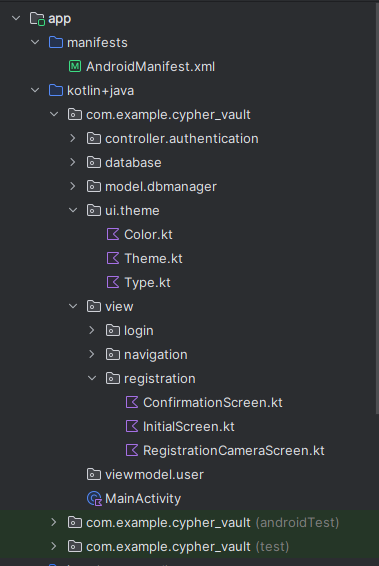 app
manifests
AndroidManifest.xml
kotlin+java
com.example.cypher_vault
controller.authentication
database
model.dbmanager
ui.theme
Color.kt
Theme.kt
Type.kt
view
login
navigation
registration
ConfirmationScreen.kt
InitialScreen.kt
RegistrationCameraScreen.kt
viewmodel.user
MainActivity
com.example.cypher_vault (androidTest)
com.example.cypher_vault (test)